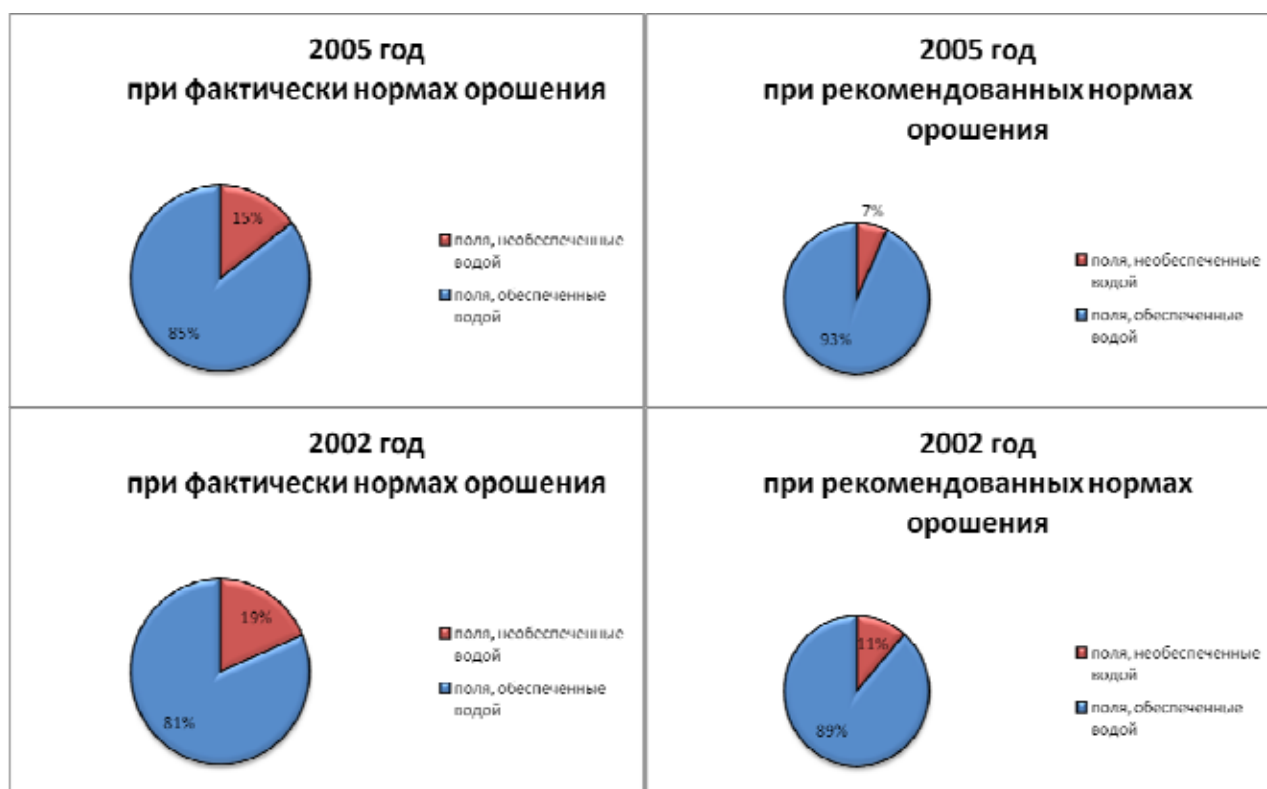 2005 год
при фактически нормах орошения
15%
85%
поля, необеспеченные
водой
поля, обеспеченные
водой
2005 год
при рекомендованных нормах
орошения
7%
93%
поля, необеспеченные
водой
поля, обеспеченные
водой
2002 год
при фактически нормах орошения
19%
81%
поля, необеспеченные
водой
поля, обеспеченные
водой
2002 год
при рекомендованных нормах
орошения
11%
89%
поля, необеспеченные
водой
поля, обеспеченные
водой